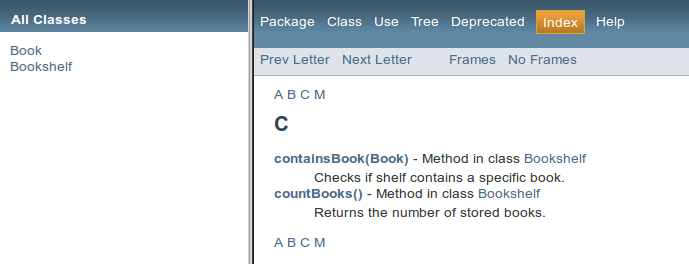 All Classes
Book
Bookshelf
Package Class Use Tree Deprecated Index Help
Prev Letter Next Letter Frames No Frames
A B C M
C
containsBook(Book) - Method in class Bookshelf
Checks if shelf contains a specific book.
countBooks() - Method in class Bookshelf
Returns the number of stored books.
A B C M